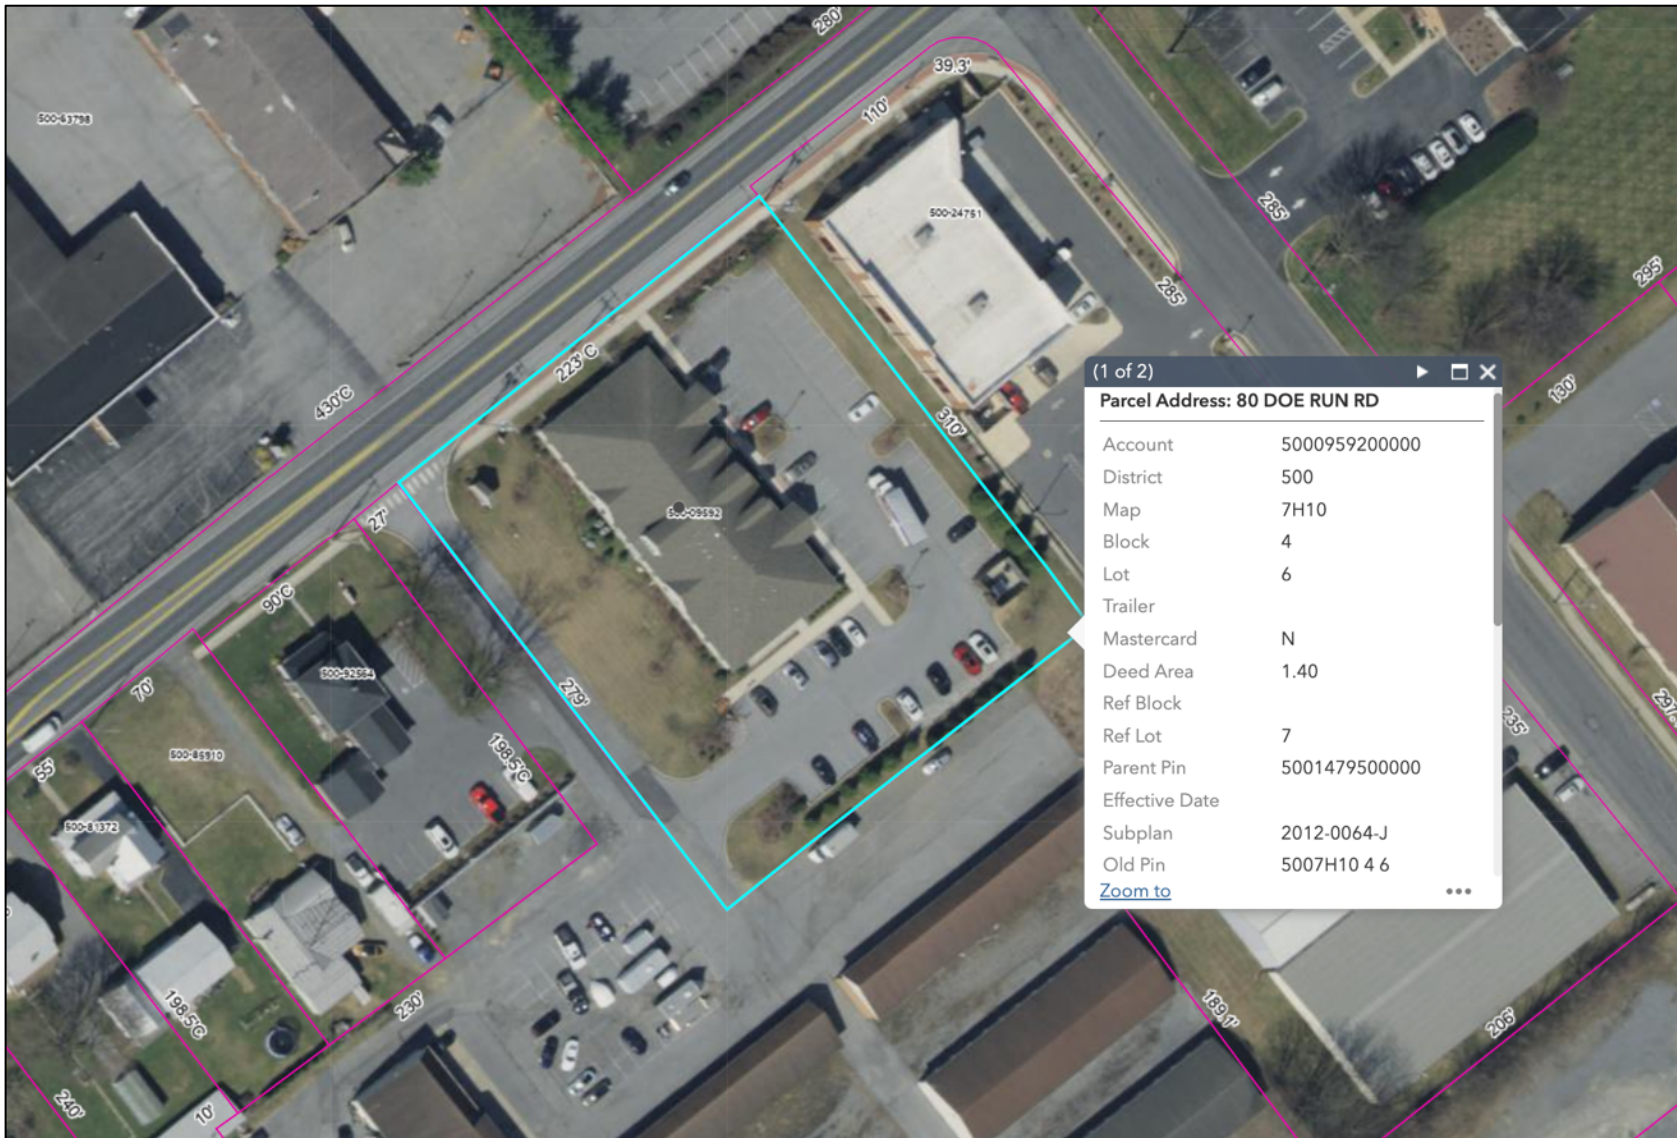 280'
39.3'
110'
500-63798
500-24751
285'
285'
295'
223' C
430'C
130'
310'
(1 of 2)
Parcel Address: 80 DOE RUN RD
Account 5000959200000
District 500
Map 7H10
Block 4
Lot 6
Trailer
Mastercard N
Deed Area 1.40
Ref Block
Ref Lot 7
Parent Pin 5001479500000
Effective Date
Subplan 2012-0064-J
Old Pin 5007H10 4 6
Zoom to
500-09592
27'
90'C
500-92564
279'
70'
198.5'C
235'
55'
500-85910
500-81372
198.5'C
230'
189.1'
206'
240'
10'